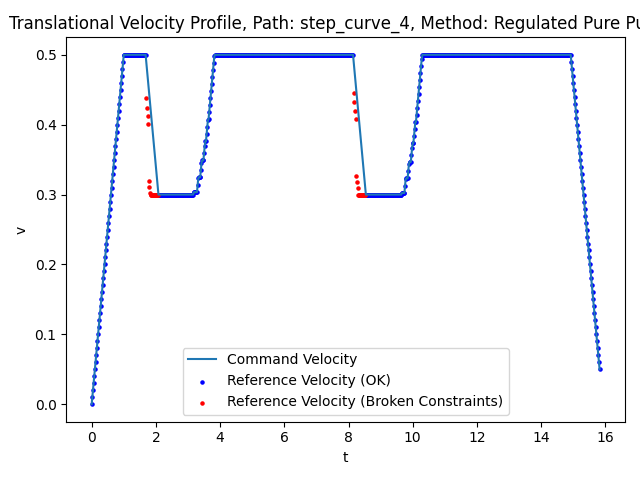 Translational Velocity Profile, Path: step_curve_4, Method: Regulated Pure Pu
0.5
0.4
0.3
0.2
0.1
0.0
v
Command Velocity
Reference Velocity (OK)
Reference Velocity (Broken Constraints)
0 2 4 6 8 10 12 14 16
t